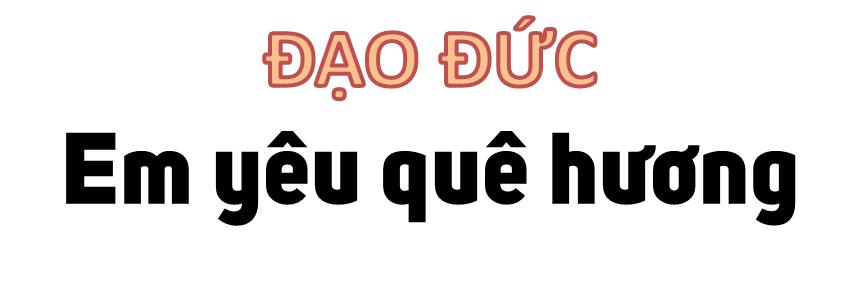 ĐẠO ĐỨC
Em yêu quê hương